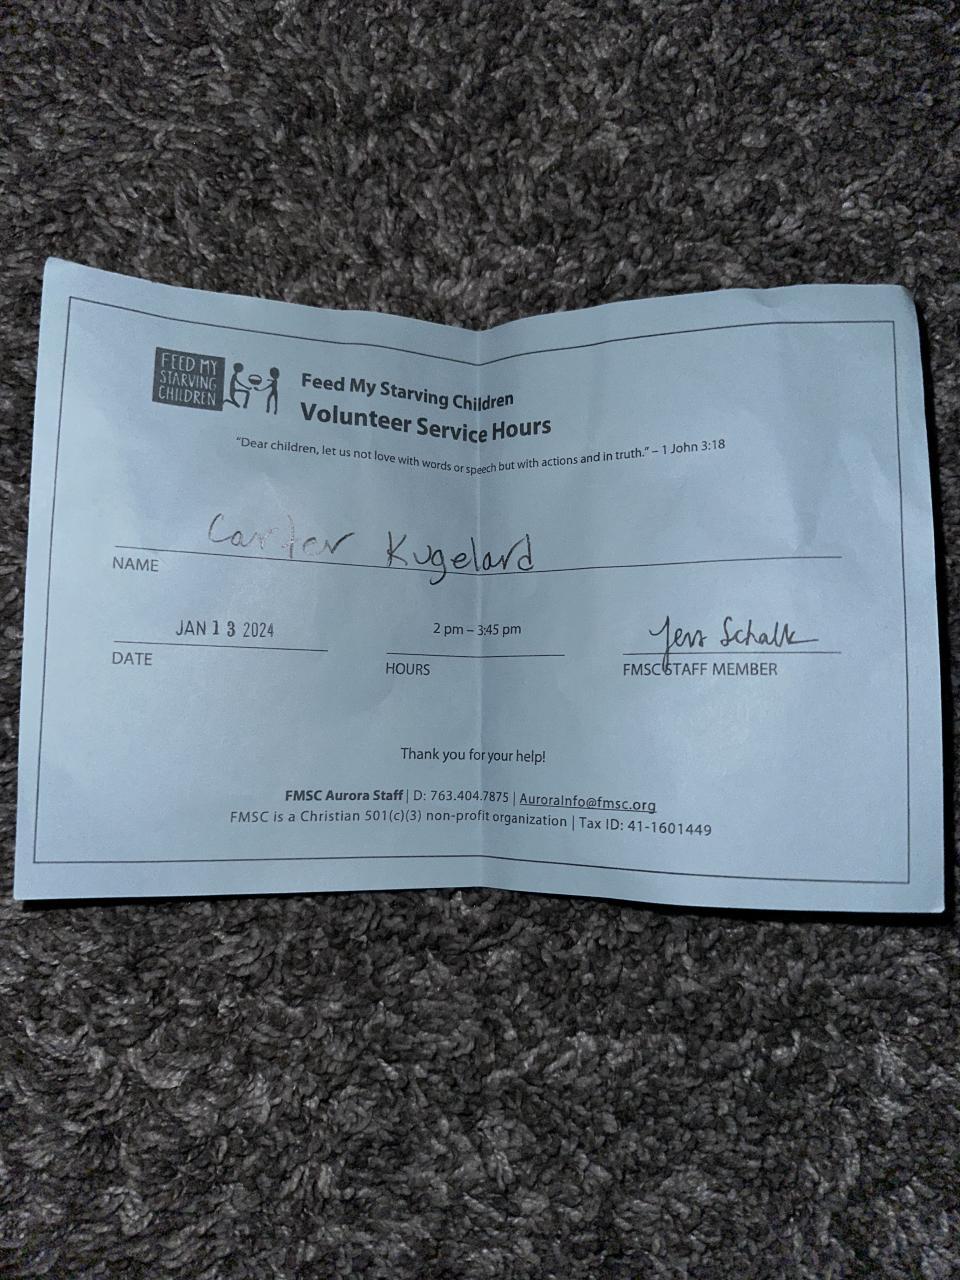 FEED MY
STARVING
CHILDREN
Feed My Starving Children
Volunteer Service Hours
“Dear children, let us not love with words or speech but with actions and in truth.” – 1 John 3:18
Carter Kugelard
NAME
JAN 13 2024
2 pm – 3:45 pm
Jess Schalk
DATE
HOURS
FMSC STAFF MEMBER
Thank you for your help!
FMSC Aurora Staff | D: 763.404.7875 | AuroraInfo@fmsc.org
FMSC is a Christian 501(c)(3) non-profit organization | Tax ID: 41-1601449